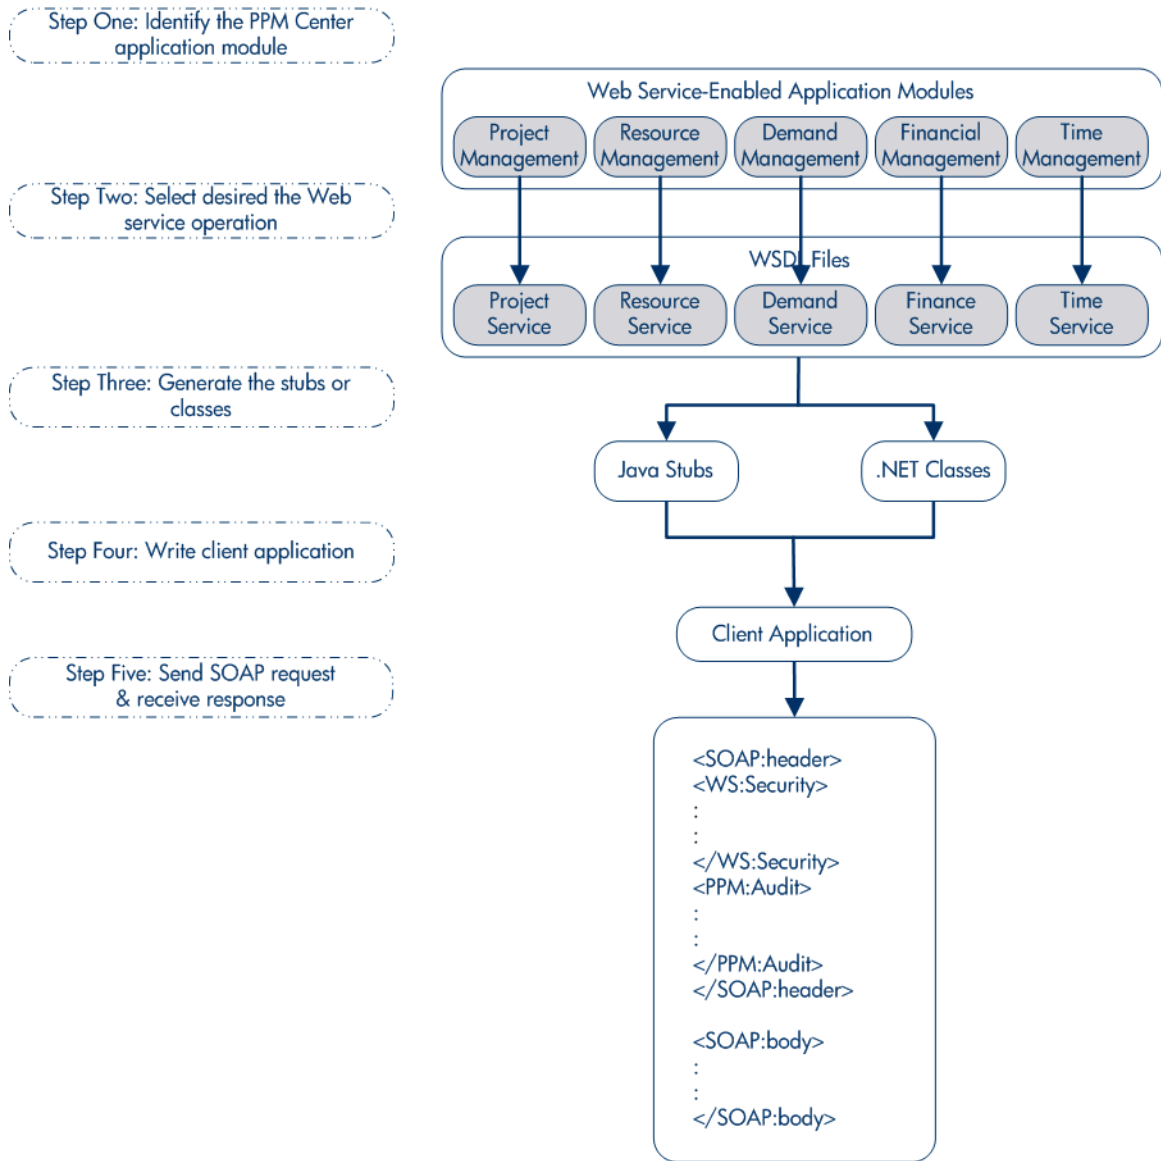 Step One: Identify the PPM Center
application module
Web Service-Enabled Application Modules
Project
Management
Resource
Management
Demand
Management
Financial
Management
Time
Management
Step Two: Select desired the Web
service operation
WSDL Files
Project
Service
Resource
Service
Demand
Service
Finance
Service
Time
Service
Step Three: Generate the stubs or
classes
Java Stubs
.NET Classes
Step Four: Write client application
Client Application
Step Five: Send SOAP request
& receive response
<SOAP:header>
<WS:Security>
:
:
</WS:Security>
<PPM:Audit>
:
:
</PPM:Audit>
</SOAP:header>
<SOAP:body>
:
:
</SOAP:body>